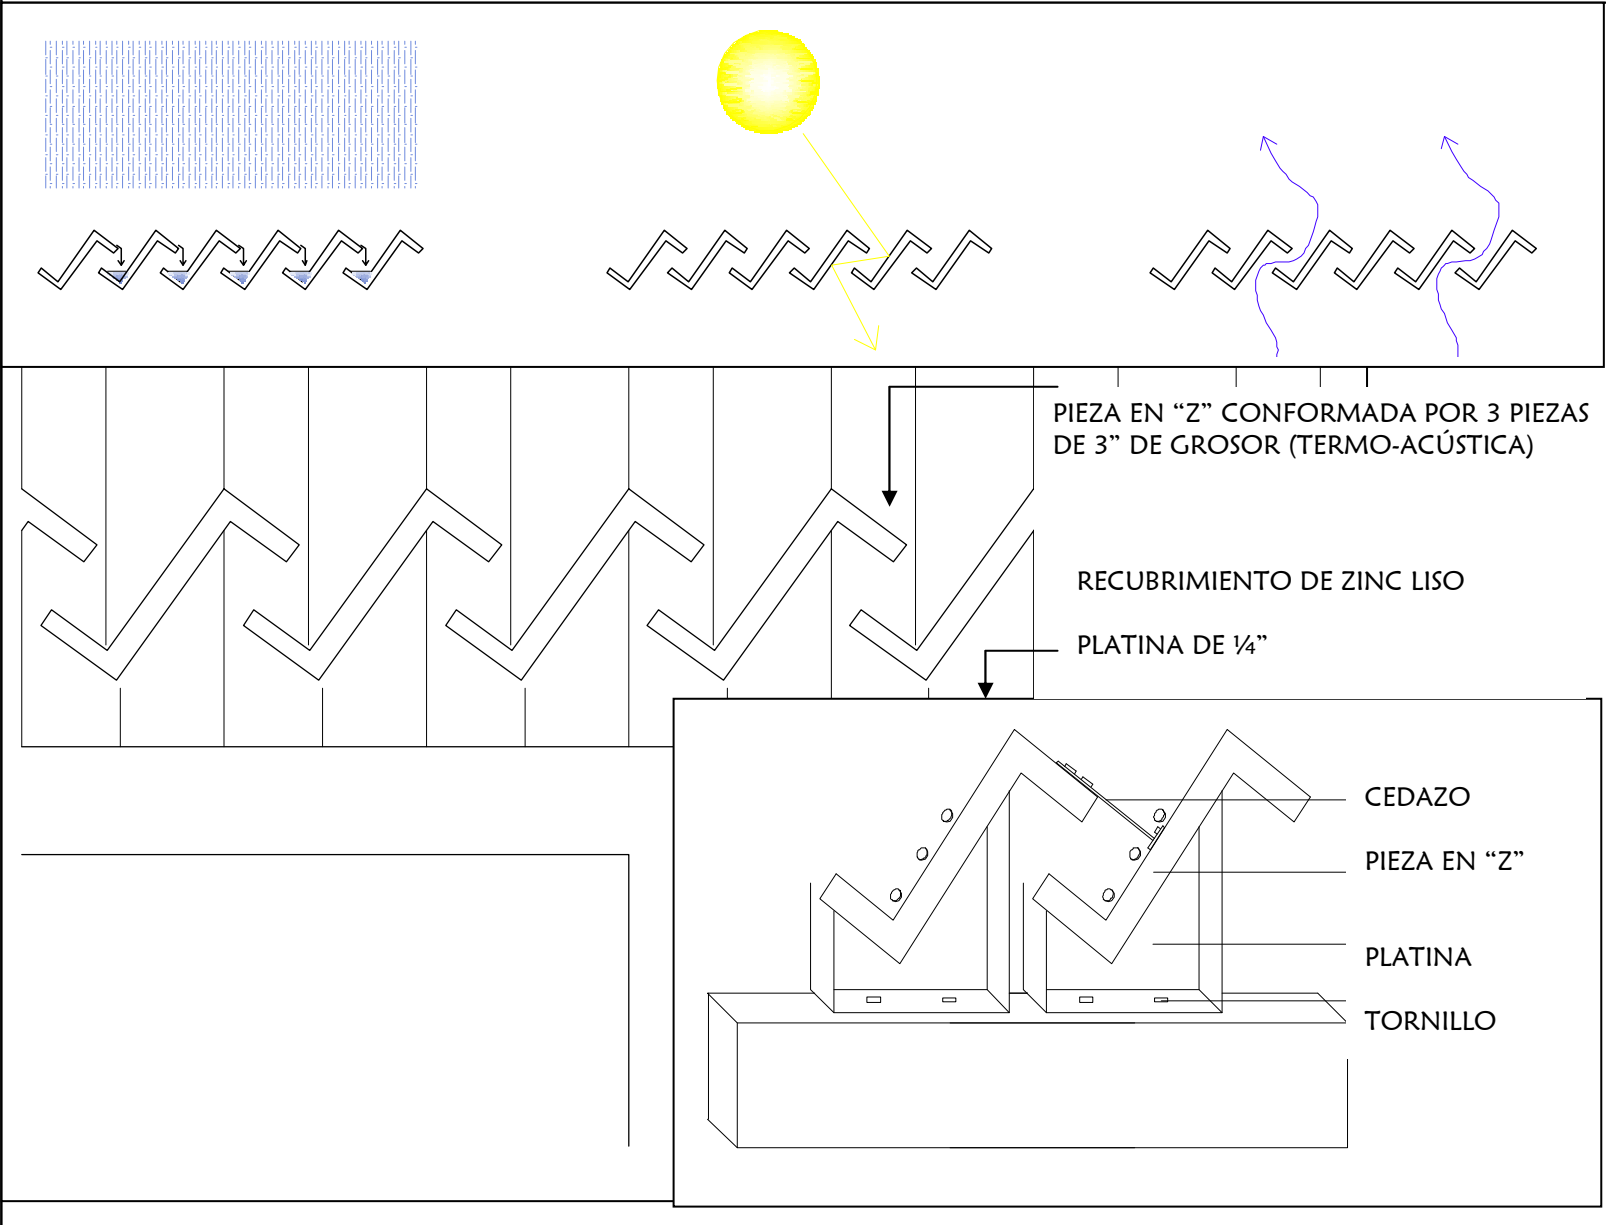 PIEZA EN “Z” CONFORMADA POR 3 PIEZAS
DE 3” DE GROSOR (TERMO-ACÚSTICA)
RECUBRIMIENTO DE ZINC LISO
PLATINA DE ¼”
CEDAZO
PIEZA EN “Z”
PLATINA
TORNILLO